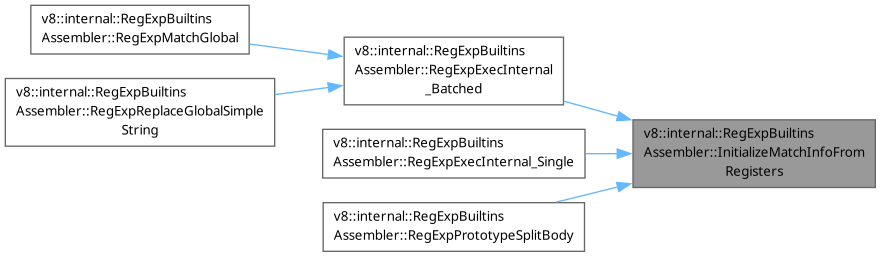 v8::internal::RegExpBuiltins
Assembler::RegExpMatchGlobal
v8::internal::RegExpBuiltins
Assembler::RegExpReplaceGlobalSimple
String
v8::internal::RegExpBuiltins
Assembler::RegExpExecInternal
_Batched
v8::internal::RegExpBuiltins
Assembler::RegExpExecInternal_Single
v8::internal::RegExpBuiltins
Assembler::RegExpPrototypeSplitBody
v8::internal::RegExpBuiltins
Assembler::InitializeMatchInfoFrom
Registers